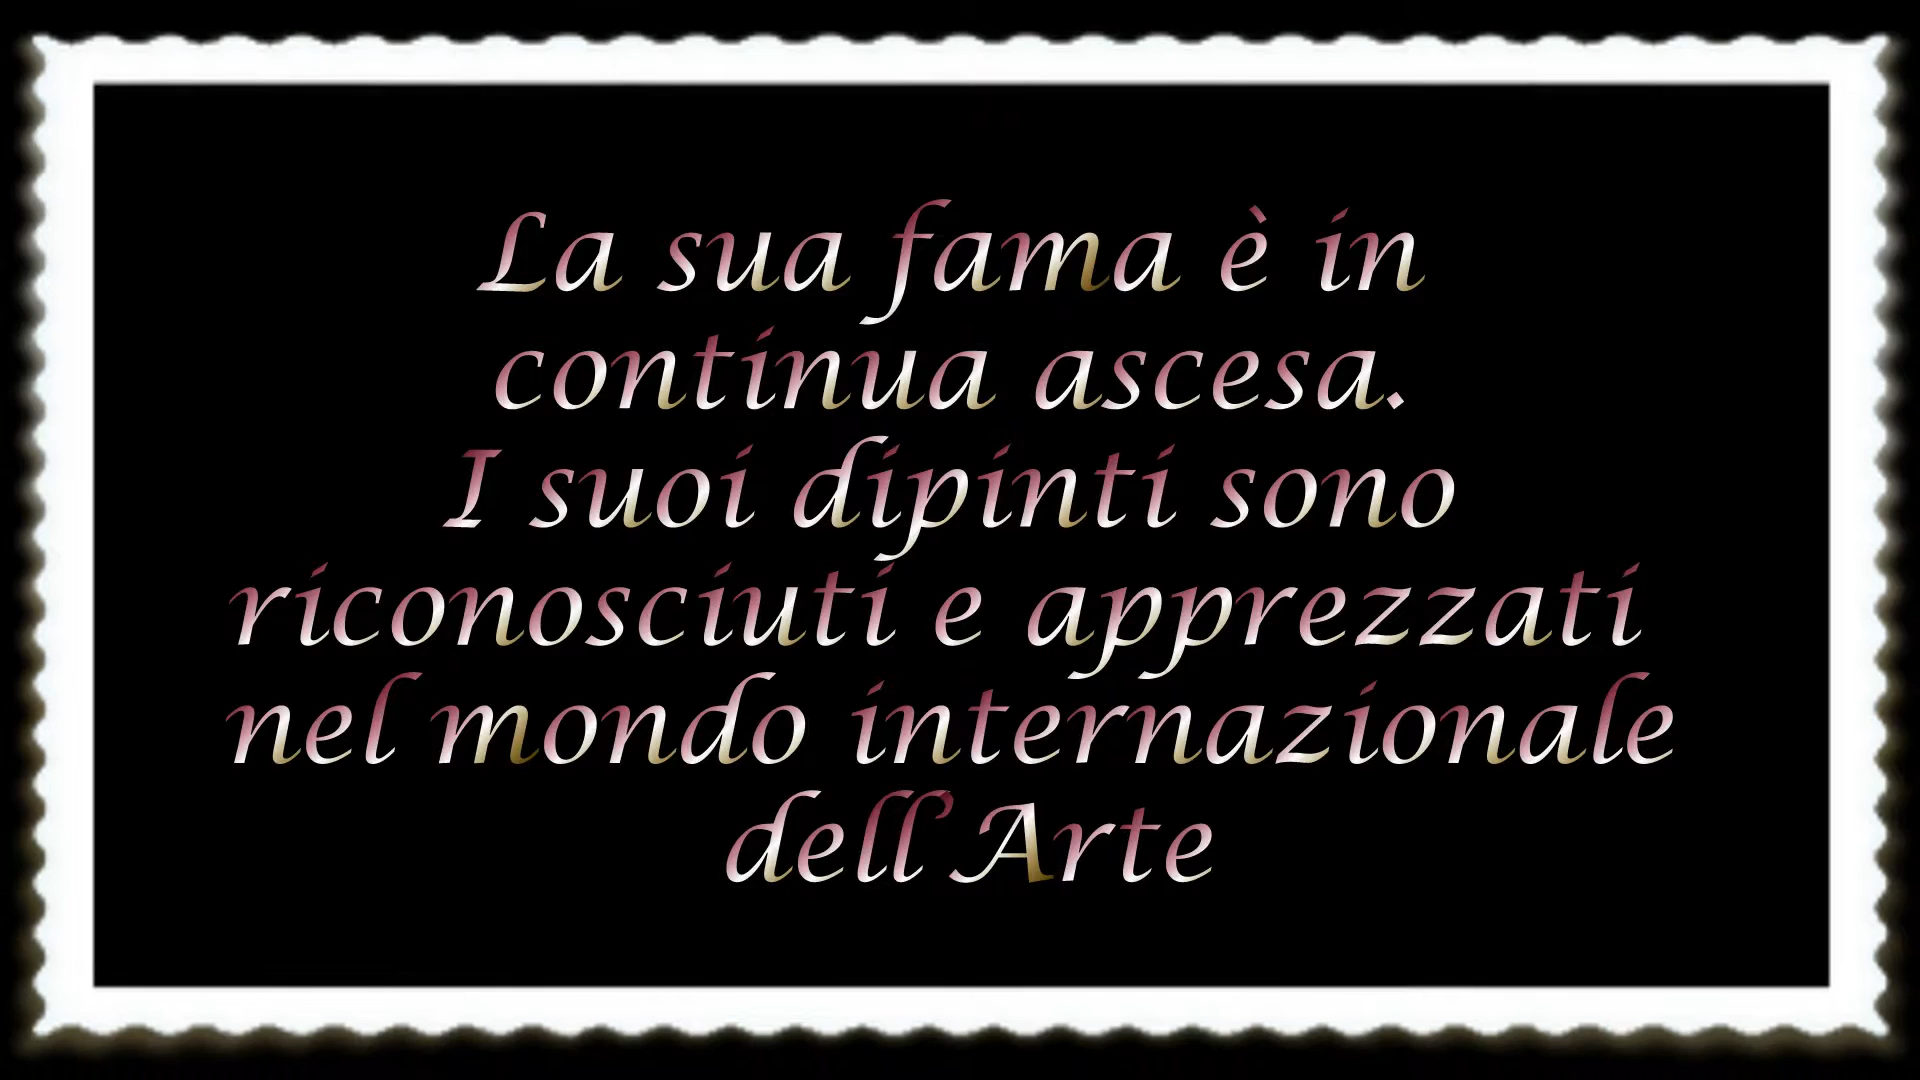 La sua fama è in
continua ascesa.
I suoi dipinti sono
riconosciuti e apprezzati
nel mondo internazionale
dell'Arte